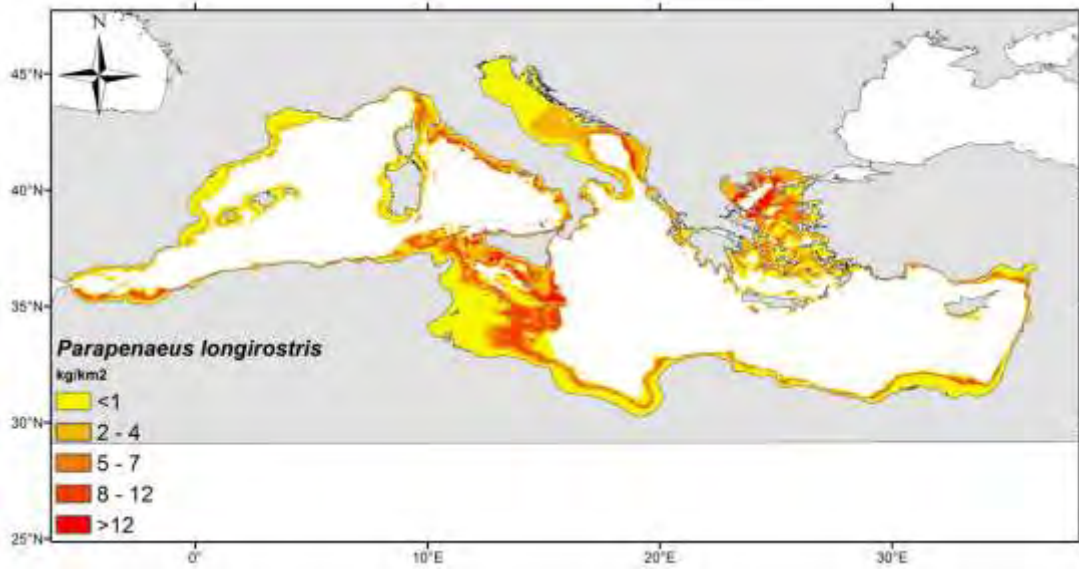 N
45°N
40°N
35°N
30°N
25°N
Parapenaeus longirostris
kg/km2
<1
2 - 4
5 - 7
8 - 12
>12
0°
10°E
20°E
30°E